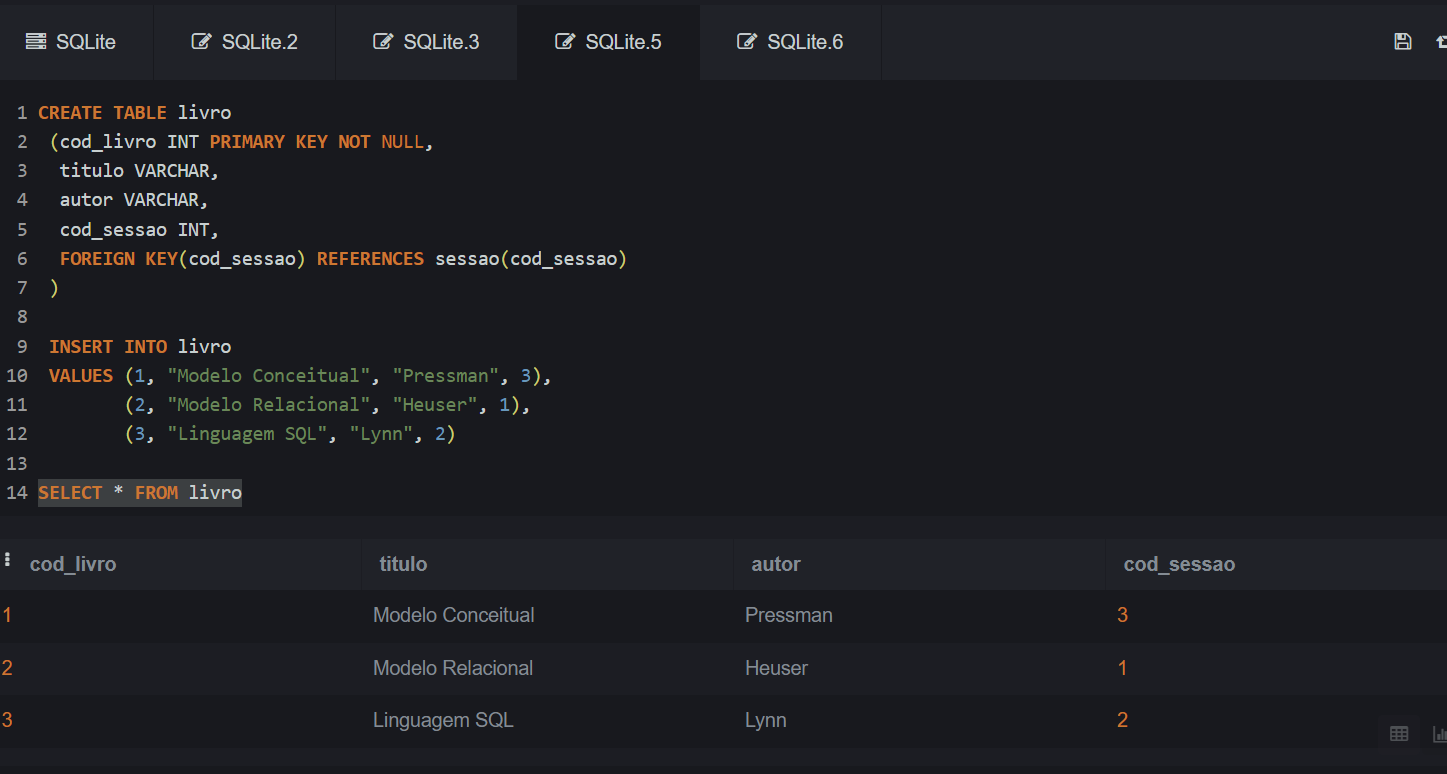 SQLite SQLite.2 SQLite.3 SQLite.5 SQLite.6
1 CREATE TABLE livro
2 (cod_livro INT PRIMARY KEY NOT NULL,
3 titulo VARCHAR,
4 autor VARCHAR,
5 cod_sessao INT,
6 FOREIGN KEY(cod_sessao) REFERENCES sessao(cod_sessao)
7 )
8
9 INSERT INTO livro
10 VALUES (1, "Modelo Conceitual", "Pressman", 3),
11 (2, "Modelo Relacional", "Heuser", 1),
12 (3, "Linguagem SQL", "Lynn", 2)
13
14 SELECT * FROM livro
cod_livro titulo autor cod_sessao
1 Modelo Conceitual Pressman 3
2 Modelo Relacional Heuser 1
3 Linguagem SQL Lynn 2